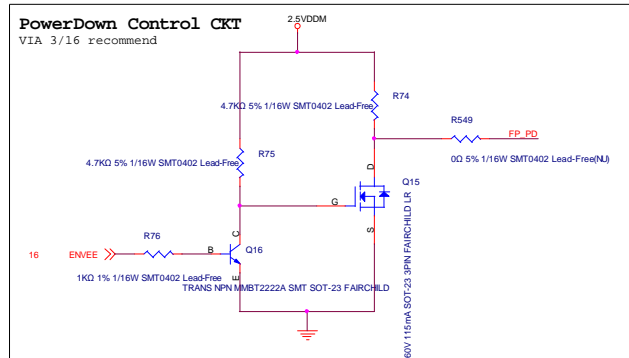 PowerDown Control CKT
VIA 3/16 recommend
2.5VDDM
R74
4.7KΩ 5% 1/16W SMT0402 Lead-Free
R549
FP_PD
0Ω 5% 1/16W SMT0402 Lead-Free(NU)
R75
4.7KΩ 5% 1/16W SMT0402 Lead-Free
D
Q15
G
S
60V 115mA SOT-23 3PIN FAIRCHILD LR
C
R76
16 ENVEE
B
Q16
1KΩ 1% 1/16W SMT0402 Lead-Free
E
TRANS NPN MMBT2222A SMT SOT-23 FAIRCHILD